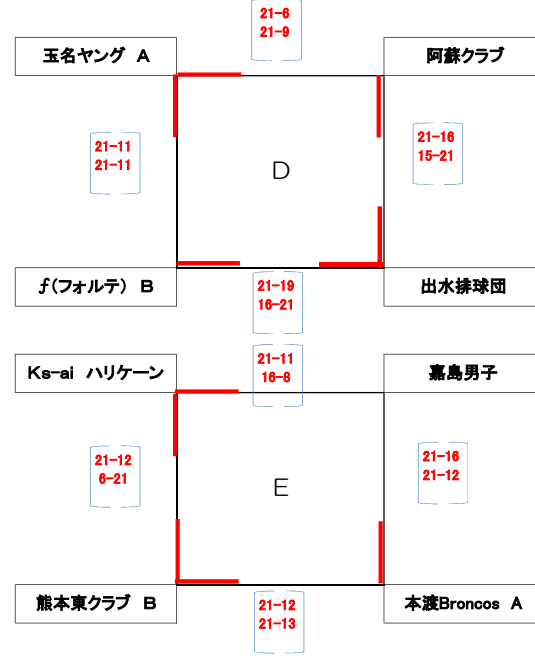 21-6
21-9
玉名ヤング A
阿蘇クラブ
21-11
21-11
D
21-16
15-21
∮(フォルテ) B
21-19
16-21
出水排球団
Ks-ai ハリケーン
21-11
16-8
嘉島男子
21-12
6-21
E
21-16
21-12
熊本東クラブ B
21-12
21-13
本渡Broncos A